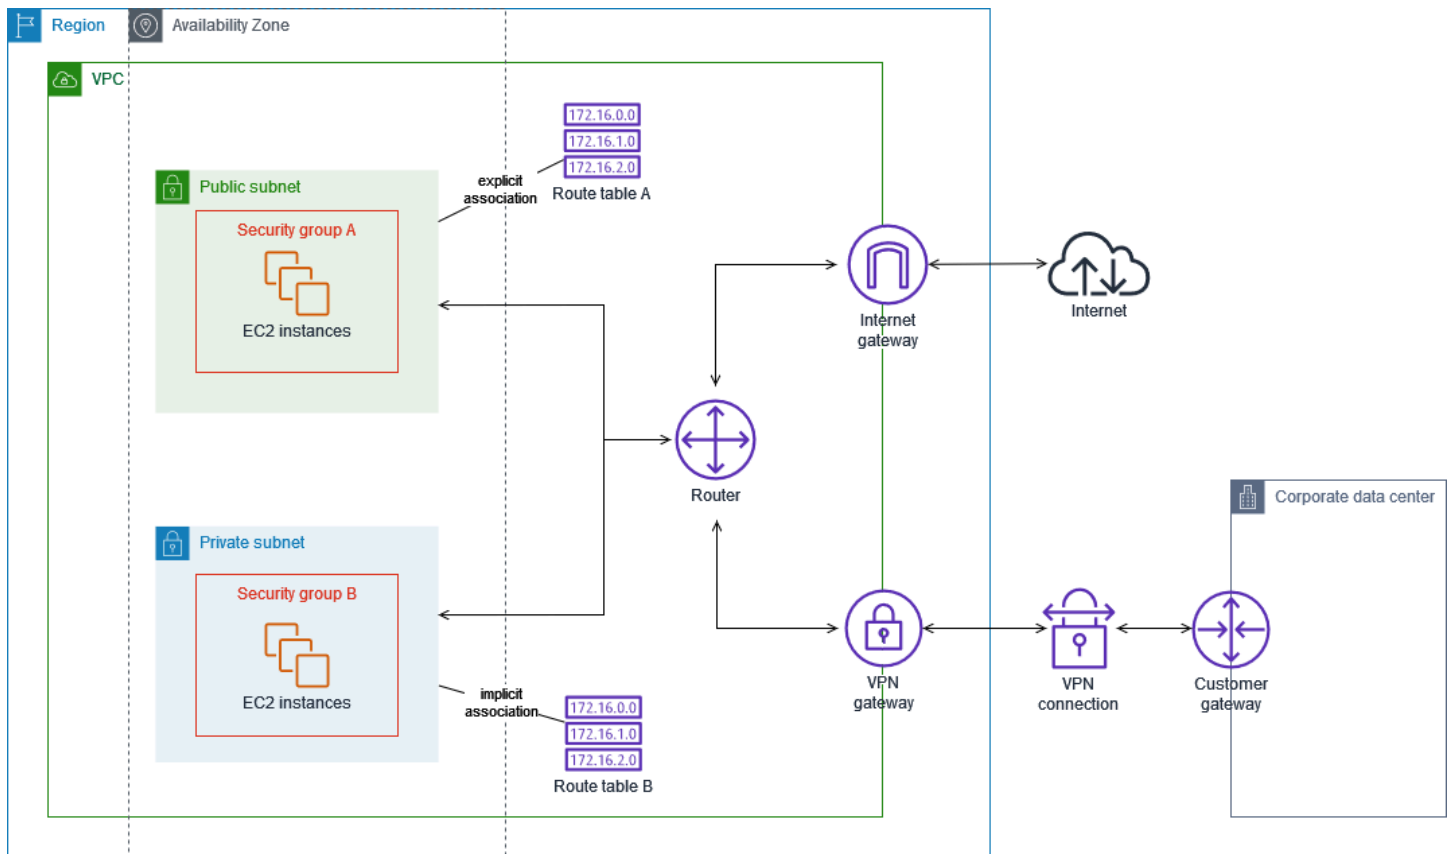 Region
Availability Zone
VPC
172.16.0.0
172.16.1.0
172.16.2.0
Route table A
explicit
association
Public subnet
Security group A
EC2 instances
Internet
gateway
Internet
Router
Corporate data center
Private subnet
Security group B
EC2 instances
implicit
association
172.16.0.0
172.16.1.0
172.16.2.0
Route table B
VPN
gateway
VPN
connection
Customer
gateway